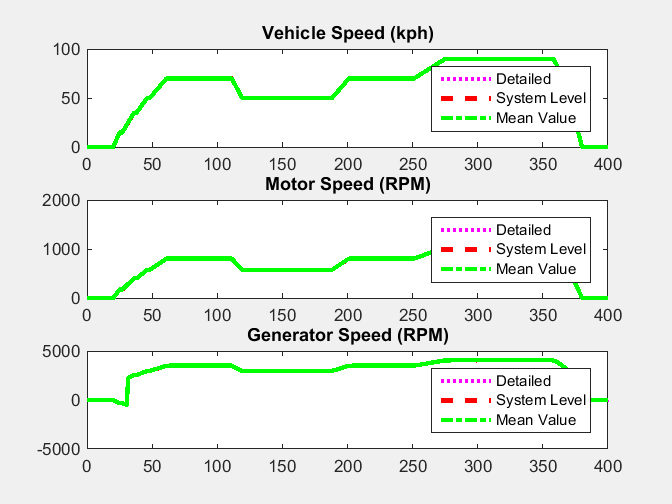 Vehicle Speed (kph)
100
50
0
Detailed
System Level
Mean Value
0 50 100 150 200 250 300 350 400
Motor Speed (RPM)
2000
1000
0
Detailed
System Level
Mean Value
0 50 100 150 200 250 300 350 400
Generator Speed (RPM)
5000
0
-5000
Detailed
System Level
Mean Value
0 50 100 150 200 250 300 350 400